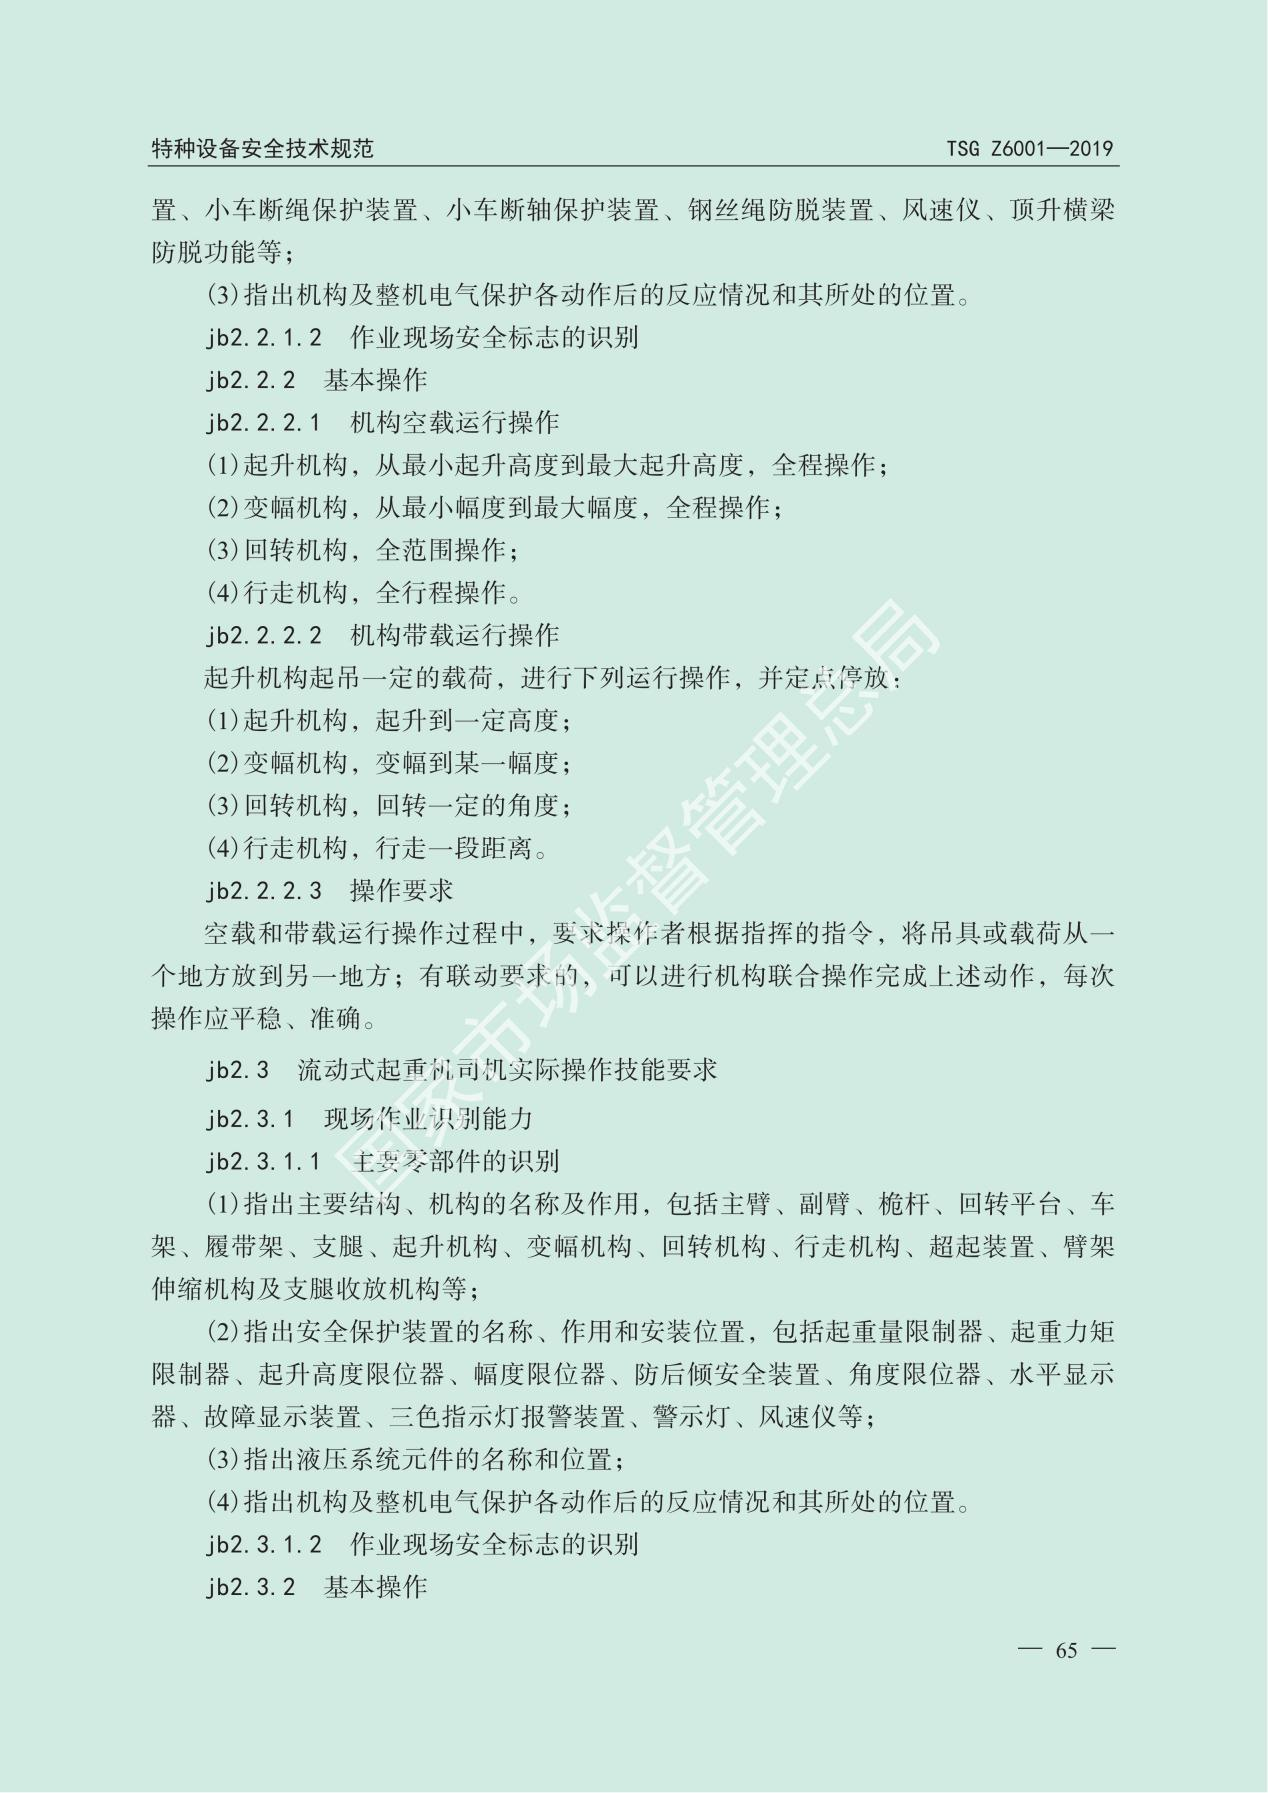 特种设备安全技术规范 TSG Z6001—2019
置、小车断绳保护装置、小车断轴保护装置、钢丝绳防脱装置、风速仪、顶升横梁
防脱功能等；
(3)指出机构及整机电气保护各动作后的反应情况和其所处的位置。
jb2.2.1.2 作业现场安全标志的识别
jb2.2.2 基本操作
jb2.2.2.1 机构空载运行操作
(1)起升机构，从最小起升高度到最大起升高度，全程操作；
(2)变幅机构，从最小幅度到最大幅度，全程操作；
(3)回转机构，全范围操作；
(4)行走机构，全行程操作。
jb2.2.2.2 机构带载运行操作
起升机构起吊一定的载荷，进行下列运行操作，并定点停放：
(1)起升机构，起升到一定高度；
(2)变幅机构，变幅到某一幅度；
(3)回转机构，回转一定的角度；
(4)行走机构，行走一段距离。
jb2.2.2.3 操作要求
空载和带载运行操作过程中，要求操作者根据指挥的指令，将吊具或载荷从一
个地方放到另一地方；有联动要求的，可以进行机构联合操作完成上述动作，每次
操作应平稳、准确。
jb2.3 流动式起重机司机实际操作技能要求
jb2.3.1 现场作业识别能力
jb2.3.1.1 主要零部件的识别
(1)指出主要结构、机构的名称及作用，包括主臂、副臂、桅杆、回转平台、车
架、履带架、支腿、起升机构、变幅机构、回转机构、行走机构、超起装置、臂架
伸缩机构及支腿收放机构等；
(2)指出安全保护装置的名称、作用和安装位置，包括起重量限制器、起重力矩
限制器、起升高度限位器、幅度限位器、防后倾安全装置、角度限位器、水平显示
器、故障显示装置、三色指示灯报警装置、警示灯、风速仪等；
(3)指出液压系统元件的名称和位置；
(4)指出机构及整机电气保护各动作后的反应情况和其所处的位置。
jb2.3.1.2 作业现场安全标志的识别
jb2.3.2 基本操作
— 65 —
国家市场监督管理总局